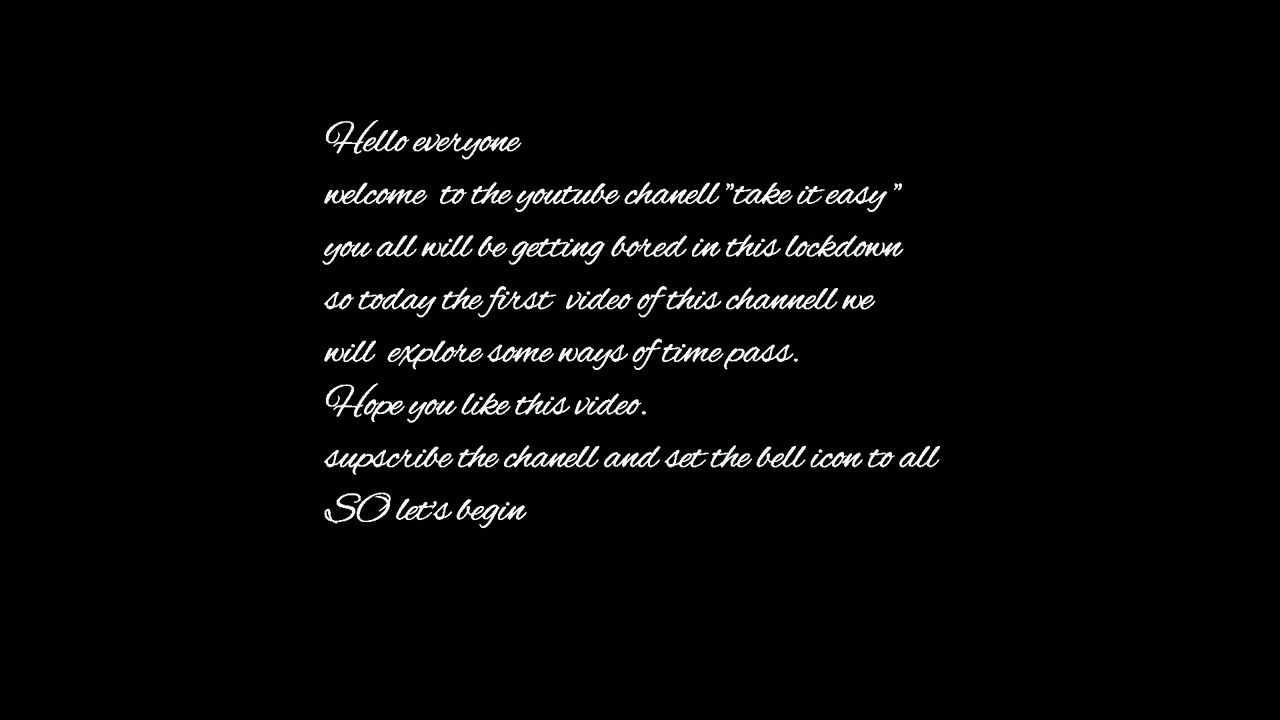 Hello everyone
welcome to the youtube chanell "take it easy"
you all will be getting bored in this lockdown
so today the first video of this channell we
will explore some ways of time pass.
Hope you like this video.
supscribe the chanell and set the bell icon to all
SO let's begin